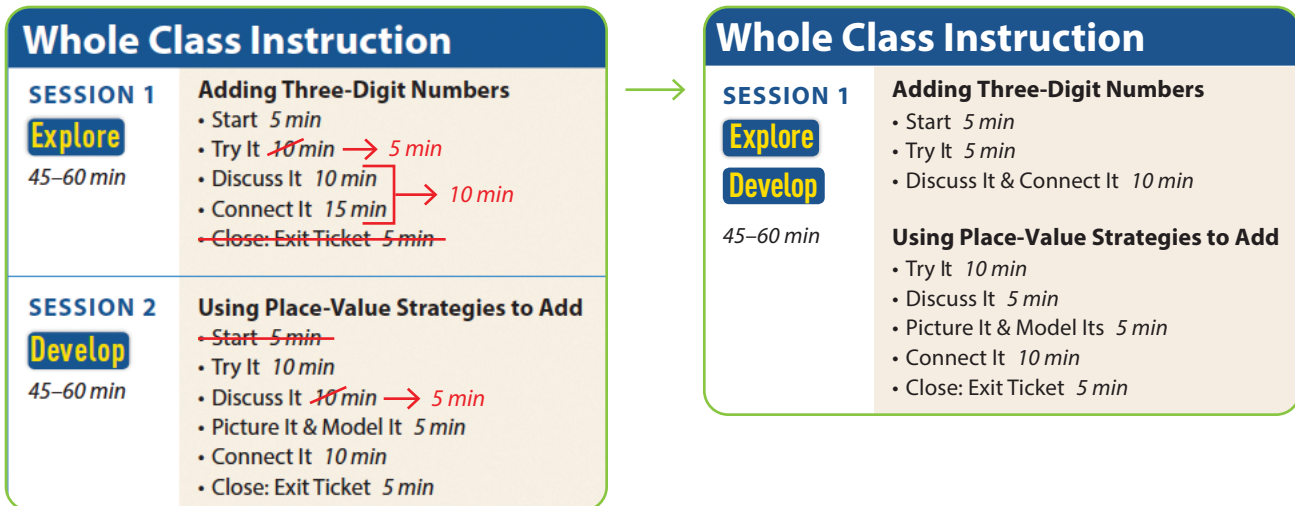 Whole Class Instruction
SESSION 1
Explore
45–60 min
Adding Three-Digit Numbers
• Start 5 min
• Try It 10 min → 5 min
• Discuss It 10 min
• Connect It 15 min
→ 10 min
• Close: Exit Ticket 5 min
SESSION 2
Develop
45–60 min
Using Place-Value Strategies to Add
• Start 5 min
• Try It 10 min
• Discuss It 10 min → 5 min
• Picture It & Model It 5 min
• Connect It 10 min
• Close: Exit Ticket 5 min
Whole Class Instruction
SESSION 1
Explore
Develop
45–60 min
Adding Three-Digit Numbers
• Start 5 min
• Try It 5 min
• Discuss It & Connect It 10 min
Using Place-Value Strategies to Add
• Try It 10 min
• Discuss It 5 min
• Picture It & Model Its 5 min
• Connect It 10 min
• Close: Exit Ticket 5 min